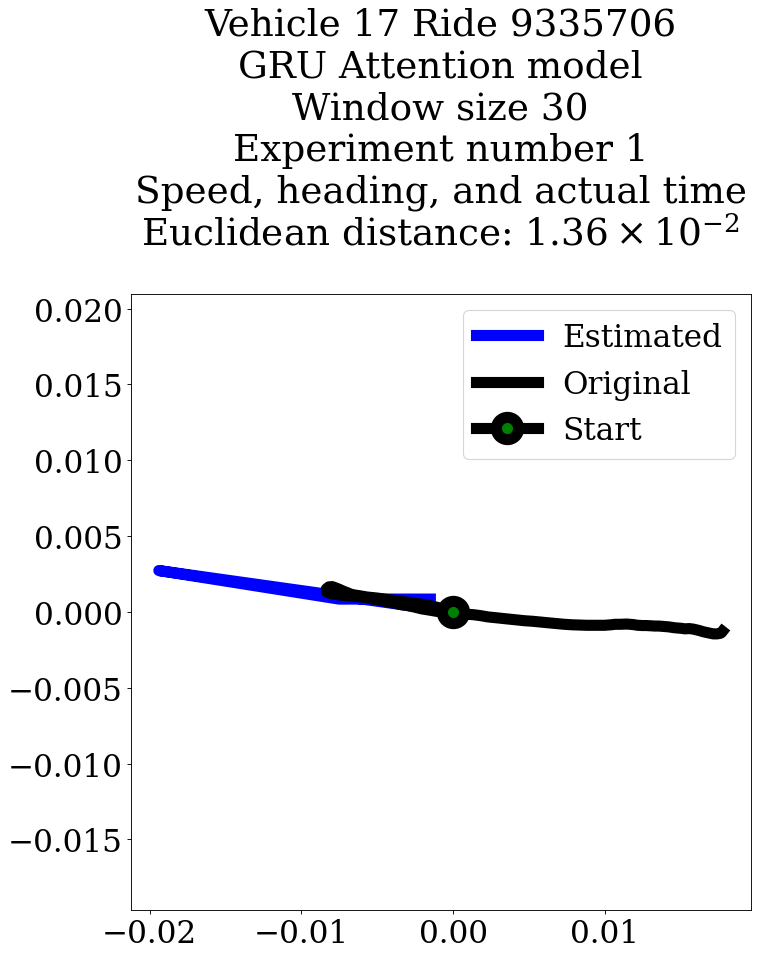 Vehicle 17 Ride 9335706
GRU Attention model
Window size 30
Experiment number 1
Speed, heading, and actual time
Euclidean distance: 1.36 × 10⁻²
0.020
0.015
0.010
0.005
0.000
−0.005
−0.010
−0.015
Estimated
Original
Start
−0.02 −0.01 0.00 0.01